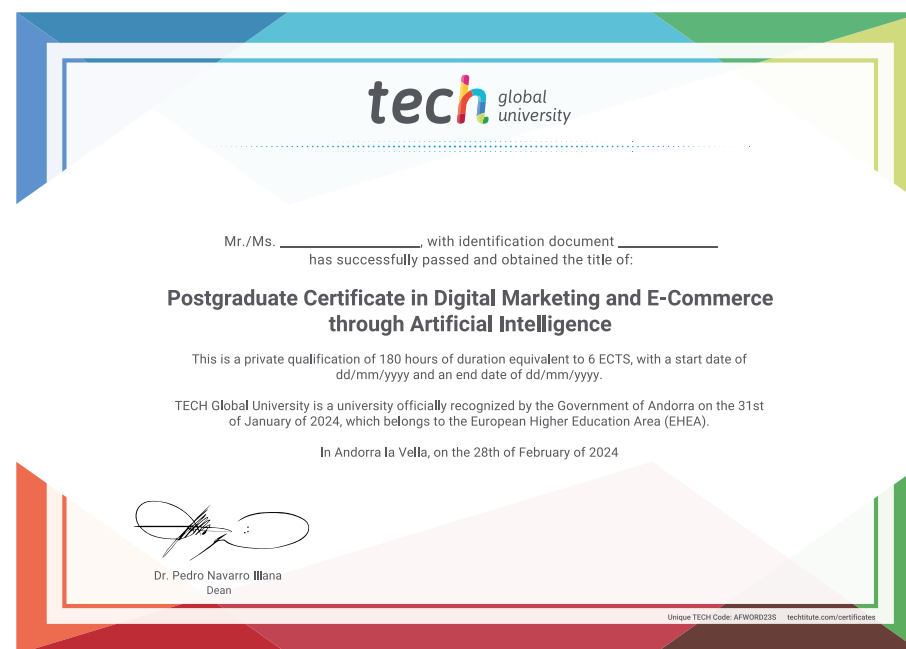 tech global
university
Mr./Ms. ____________________, with identification document ______________
has successfully passed and obtained the title of:
Postgraduate Certificate in Digital Marketing and E-Commerce
through Artificial Intelligence
This is a private qualification of 180 hours of duration equivalent to 6 ECTS, with a start date of
dd/mm/yyyy and an end date of dd/mm/yyyy.
TECH Global University is a university officially recognized by the Government of Andorra on the 31st
of January of 2024, which belongs to the European Higher Education Area (EHEA).
In Andorra la Vella, on the 28th of February of 2024
Dr. Pedro Navarro Illana
Dean
Unique TECH Code: AFWORD23S techtitute.com/certificates